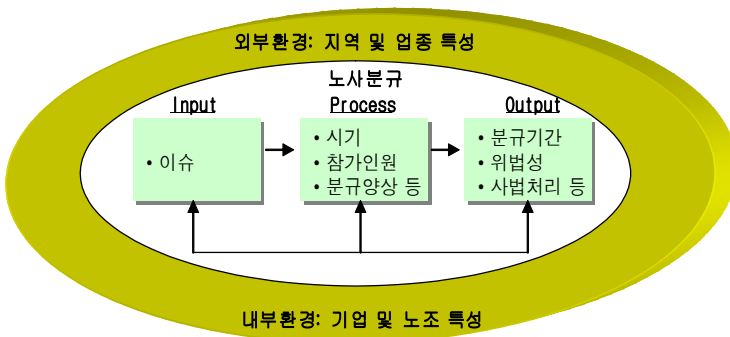 외부환경: 지역 및 업종 특성
노사분규
Input
Process
Output
• 이슈
• 시기
• 참가인원
• 분규양상 등
• 분규기간
• 위법성
• 사법처리 등
내부환경: 기업 및 노조 특성